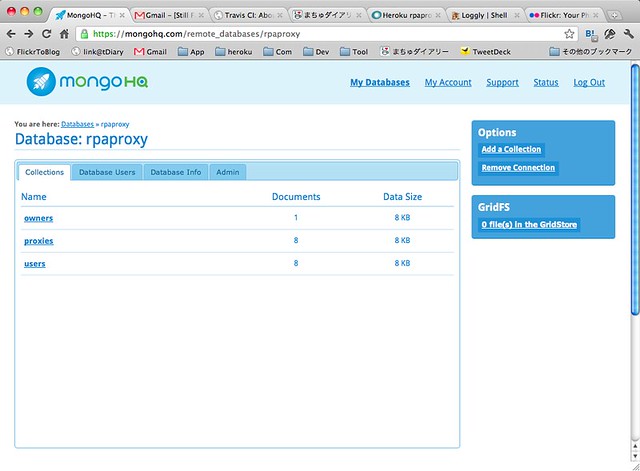 MongoHQ – Th
Gmail – [Still F
Travis CI: Abou
まちゅダイアリ
Heroku rpapro
Loggly | Shell
Flickr: Your Ph
https://mongohq.com/remote_databases/rpaproxy
FlickrToBlog
link@tDiary
Gmail
App
heroku
Com
Dev
Tool
まちゅダイアリー
TweetDeck
その他のブックマーク
mongoHQ
My Databases
My Account
Support
Status
Log Out
You are here: Databases » rpaproxy
Database: rpaproxy
Collections
Database Users
Database Info
Admin
Name Documents Data Size
owners 1 8 KB
proxies 8 8 KB
users 8 8 KB
Options
Add a Collection
Remove Connection
GridFS
0 file(s) in the GridStore